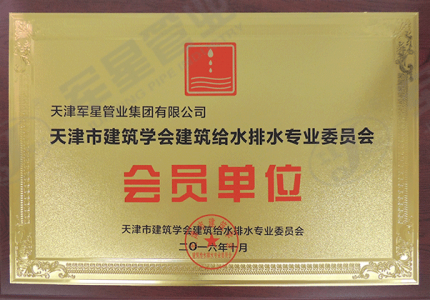 天津军星管业集团有限公司
天津市建筑学会建筑给水排水专业委员会
会员单位
天津市建筑学会建筑给水排水专业委员会
二〇一六年十月